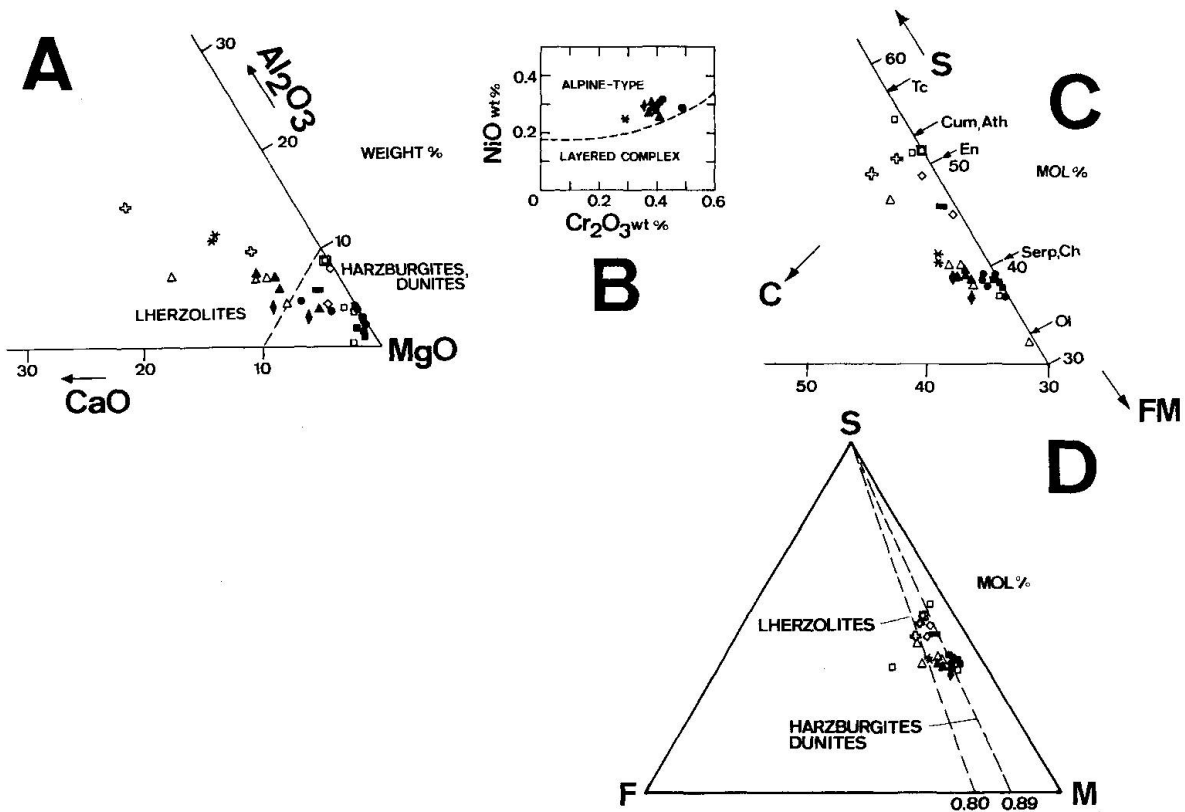 A
30
Al2O3
20
WEIGHT %
10
HARZBURGITES,
DUNITES
LHERZOLITES
MgO
30
20
10
CaO
0.4
ALPINE-TYPE
NiO wt %
0.2
LAYERED COMPLEX
0
0.2
0.4
0.6
Cr2O3 wt %
B
S
60
Tc
C
Cum,Ath
En
50
MOL %
Serp,Ch
40
C
Ol
30
50
40
30
FM
S
D
MOL %
LHERZOLITES
HARZBURGITES
DUNITES
F
M
0.80
0.89